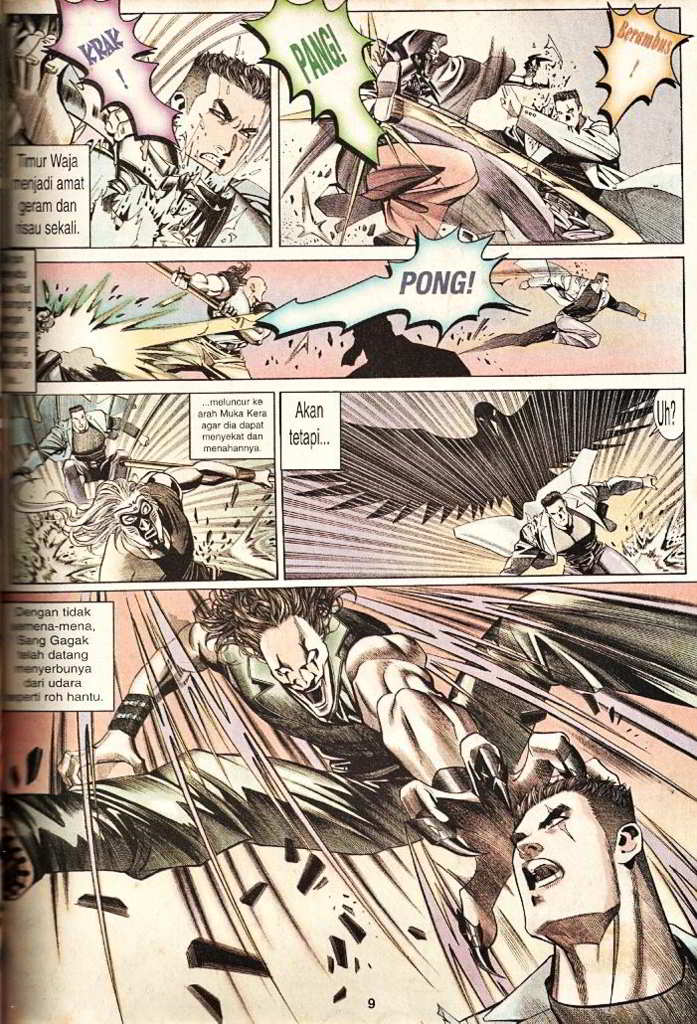 KRAK
!
PANG!
Berambus
!
Timur Waja
menjadi amat
geram dan
risau sekali.
PONG!
...meluncur ke
arah Muka Kera
agar dia dapat
menyekat dan
menahannya.
Akan
tetapi...
Uh?
Dengan tidak
semena-mena,
Sang Gagak
telah datang
menyerbunya
dari udara
seperti roh hantu.
9